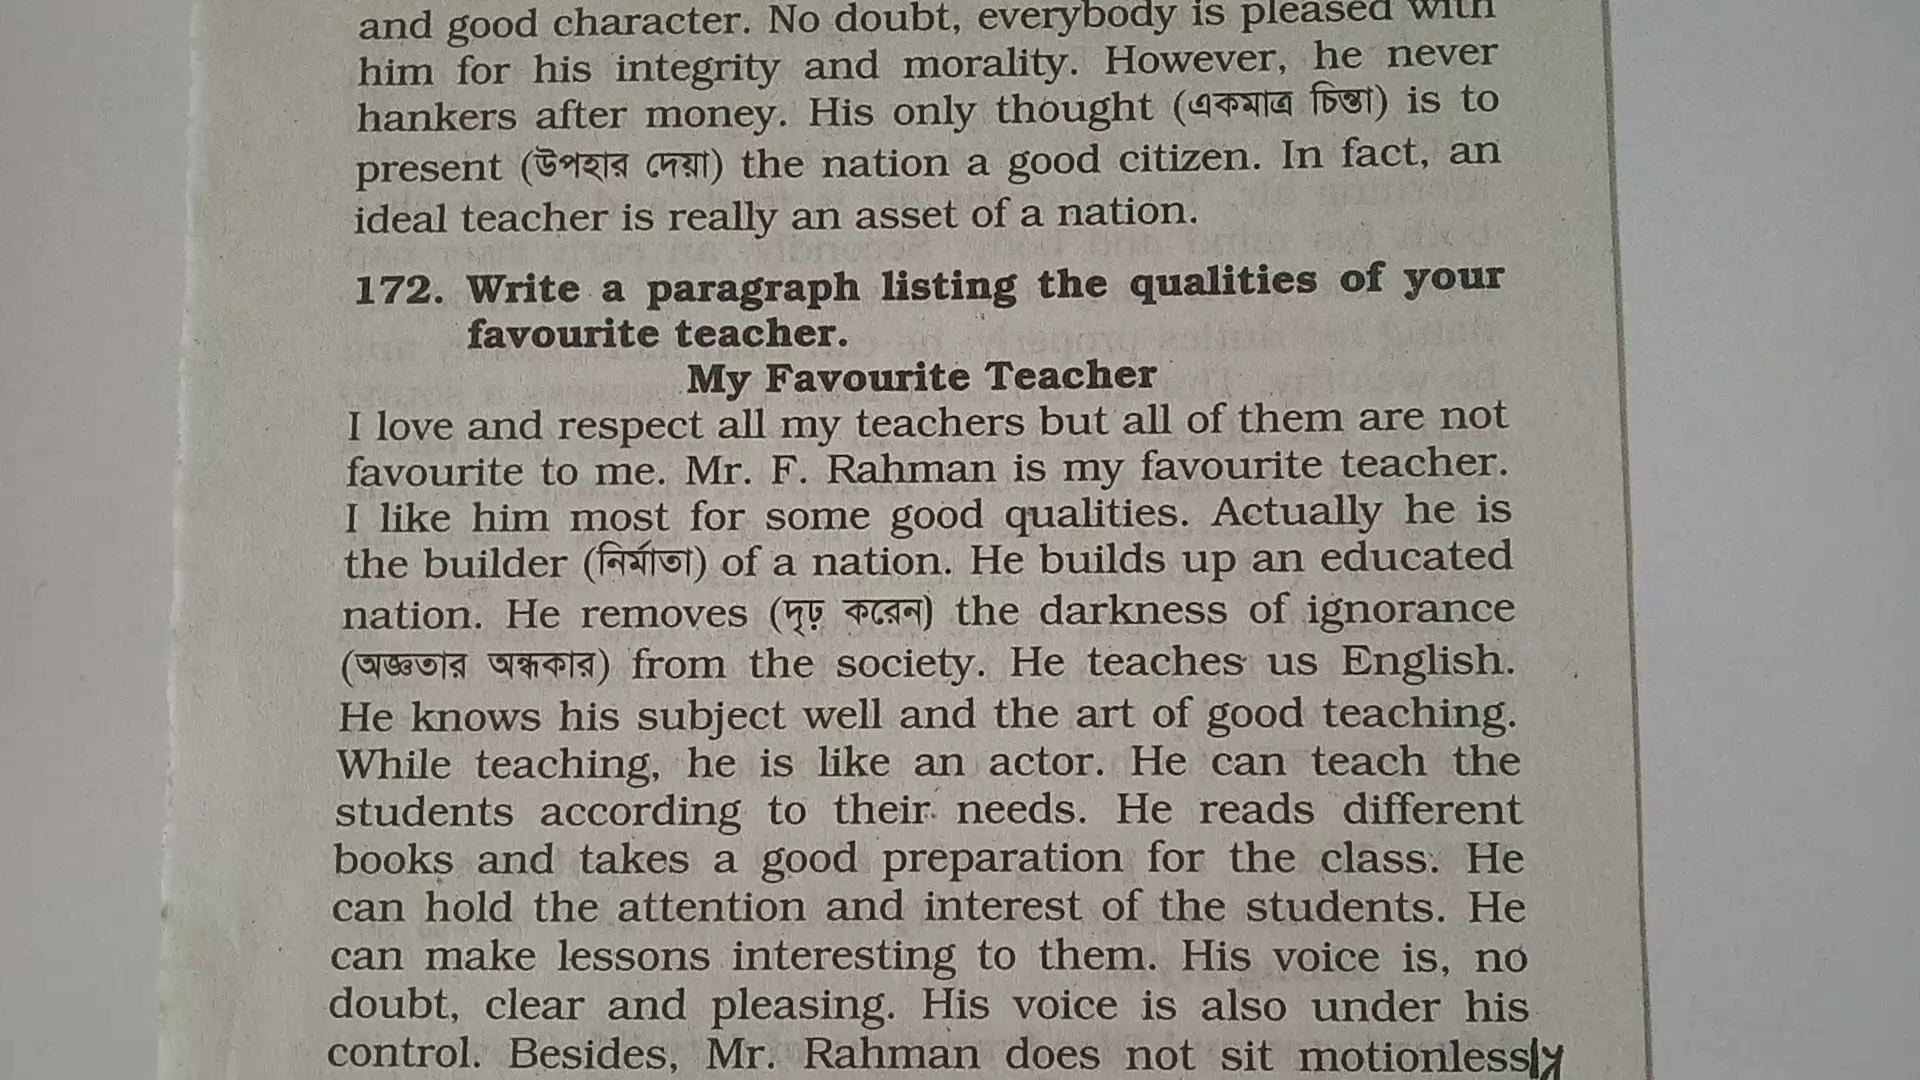 and good character. No doubt, everybody is pleased with
him for his integrity and morality. However, he never
hankers after money. His only thought (একমাত্র চিন্তা) is to
present (উপহার দেয়া) the nation a good citizen. In fact, an
ideal teacher is really an asset of a nation.
172. Write a paragraph listing the qualities of your
favourite teacher.
My Favourite Teacher
I love and respect all my teachers but all of them are not
favourite to me. Mr. F. Rahman is my favourite teacher.
I like him most for some good qualities. Actually he is
the builder (নির্মাতা) of a nation. He builds up an educated
nation. He removes (দৃঢ় করেন) the darkness of ignorance
(অজ্ঞতার অন্ধকার) from the society. He teaches us English.
He knows his subject well and the art of good teaching.
While teaching, he is like an actor. He can teach the
students according to their needs. He reads different
books and takes a good preparation for the class. He
can hold the attention and interest of the students. He
can make lessons interesting to them. His voice is, no
doubt, clear and pleasing. His voice is also under his
control. Besides, Mr. Rahman does not sit motionlessly